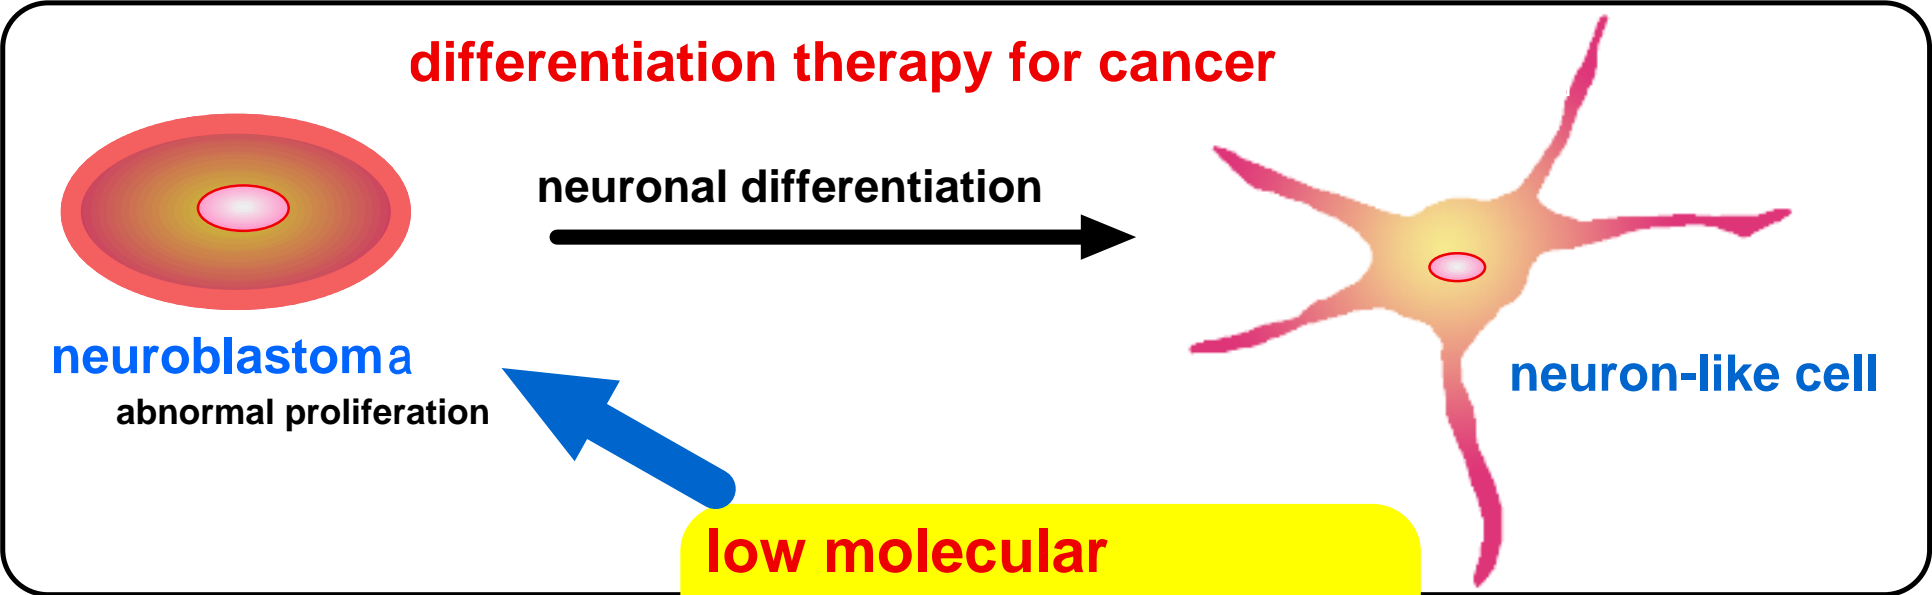 differentiation therapy for cancer
neuronal differentiation
neuroblastoma
abnormal proliferation
neuron-like cell
low molecular